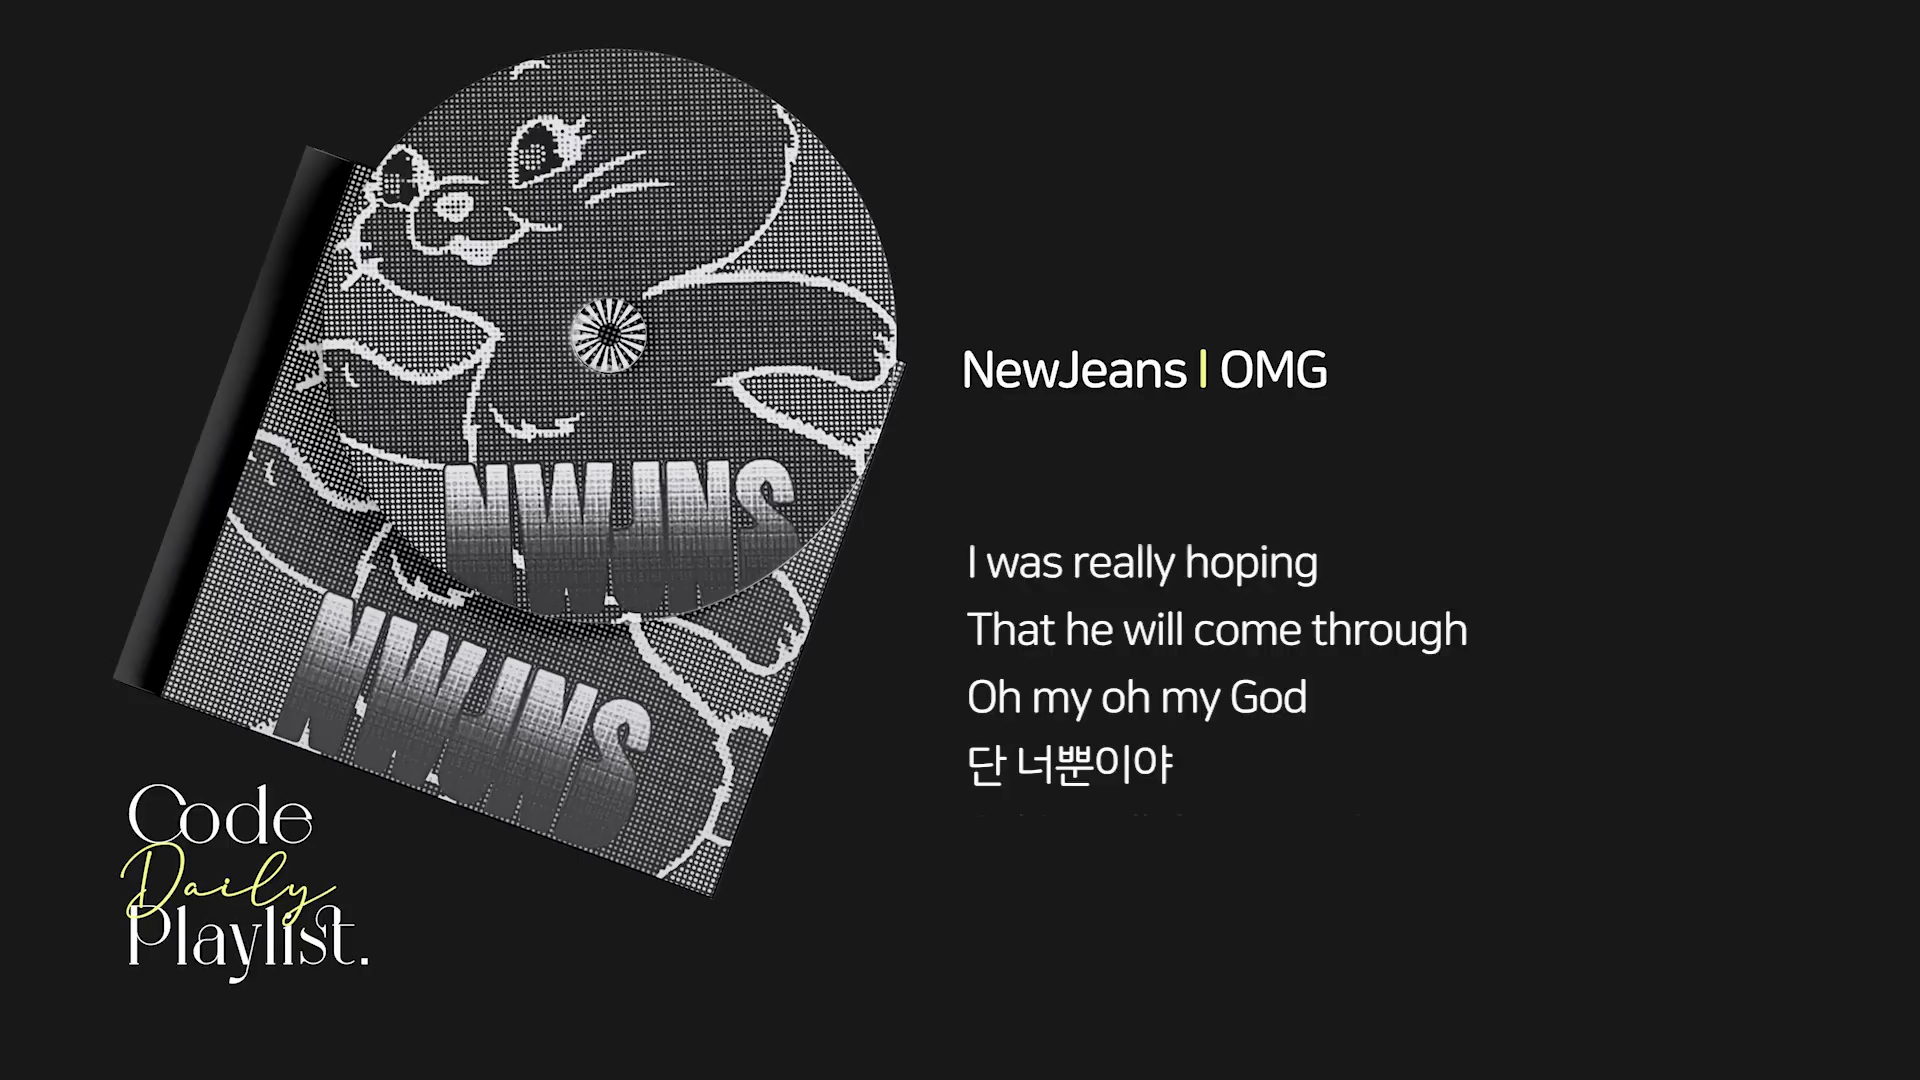 NWJNS
NWJNS
Code
Daily
Playlist.
NewJeans | OMG
I was really hoping
That he will come through
Oh my oh my God
단 너뿐이야